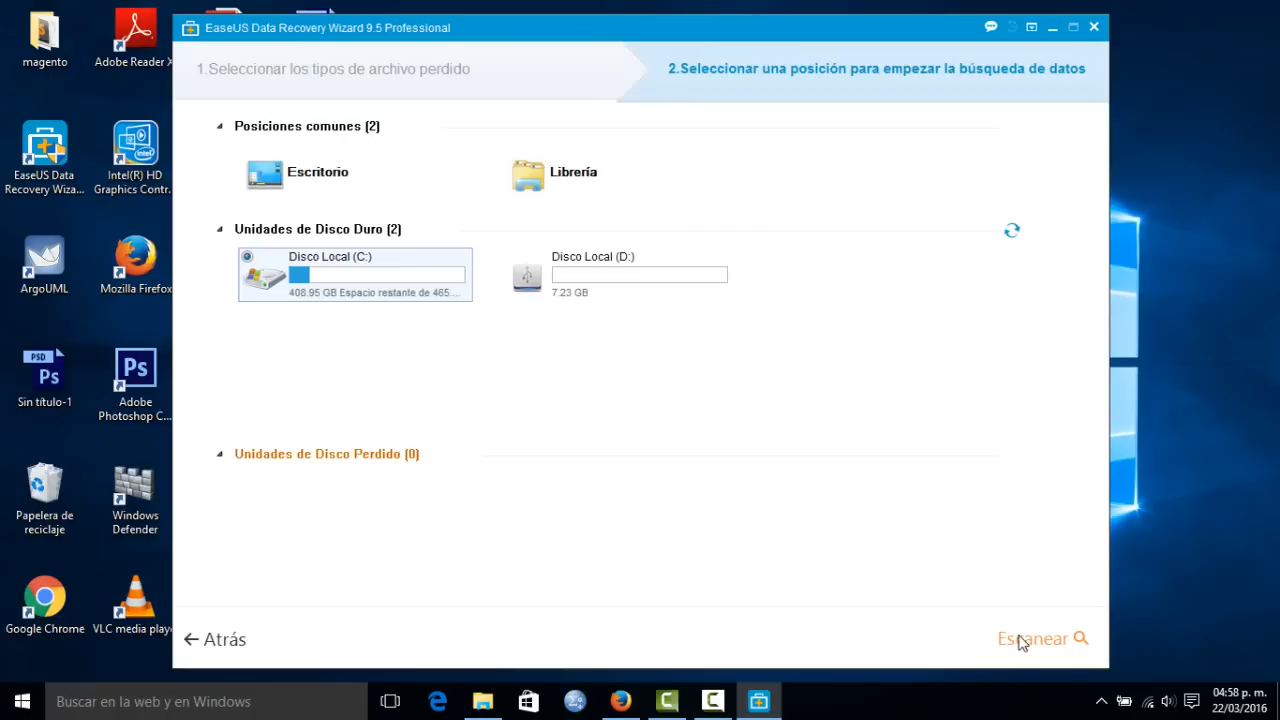 EaseUS Data Recovery Wizard 9.5 Professional
1.Seleccionar los tipos de archivo perdido
2.Seleccionar una posición para empezar la búsqueda de datos
Posiciones comunes (2)
Escritorio
Librería
Unidades de Disco Duro (2)
Disco Local (C:)
408.95 GB Espacio restante de 465....
Disco Local (D:)
7.23 GB
Unidades de Disco Perdido (0)
Atrás
Escanear
magento
Adobe Reader X
EaseUS Data
Recovery Wiza...
Intel(R) HD
Graphics Contr...
intel
ArgoUML
Mozilla Firefox
PSD
Ps
Sin título-1
Ps
Adobe
Photoshop C...
Papelera de
reciclaje
Windows
Defender
Google Chrome
VLC media playe
Buscar en la web y en Windows
04:58 p. m.
22/03/2016